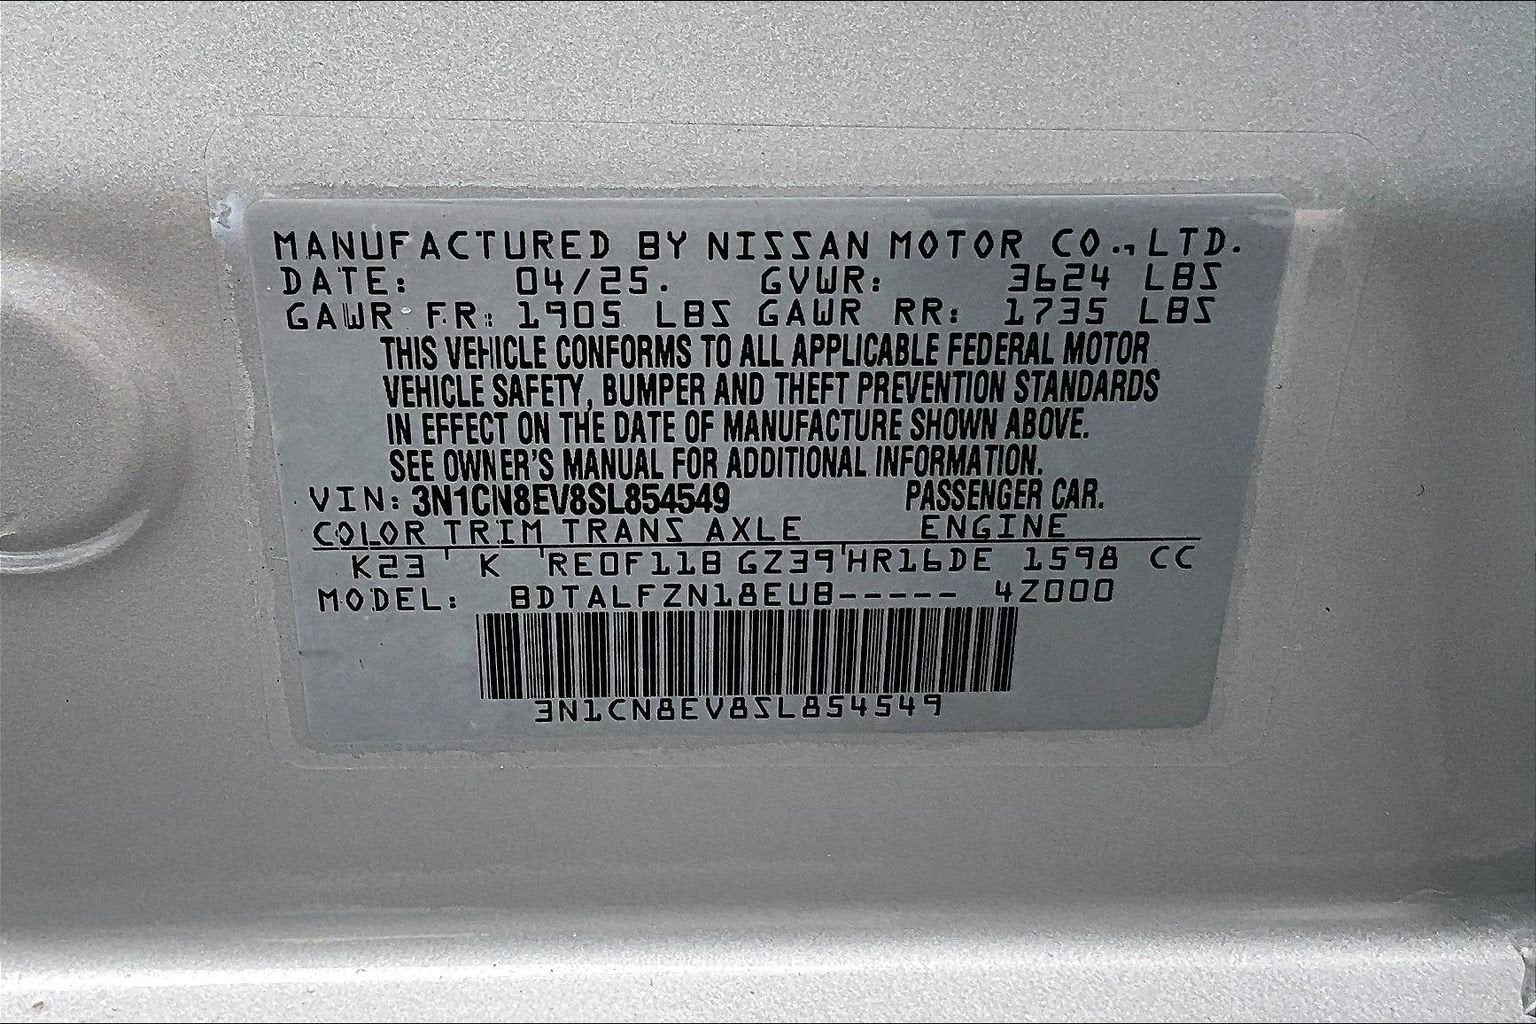 MANUFACTURED BY NISSAN MOTOR CO., LTD.
DATE: 04/25. GVWR: 3624 LBS
GAWR FR: 1905 LBS GAWR RR: 1735 LBS
THIS VEHICLE CONFORMS TO ALL APPLICABLE FEDERAL MOTOR
VEHICLE SAFETY, BUMPER AND THEFT PREVENTION STANDARDS
IN EFFECT ON THE DATE OF MANUFACTURE SHOWN ABOVE.
SEE OWNER'S MANUAL FOR ADDITIONAL INFORMATION.
VIN: 3N1CN8EV8SL854549 PASSENGER CAR.
COLOR TRIM TRANS AXLE ENGINE
K23 K RE0F11B GZ39 HR16DE 1598 CC
MODEL: BDTALFZN18EUB----- 4Z000
3N1CN8EV8SL854549